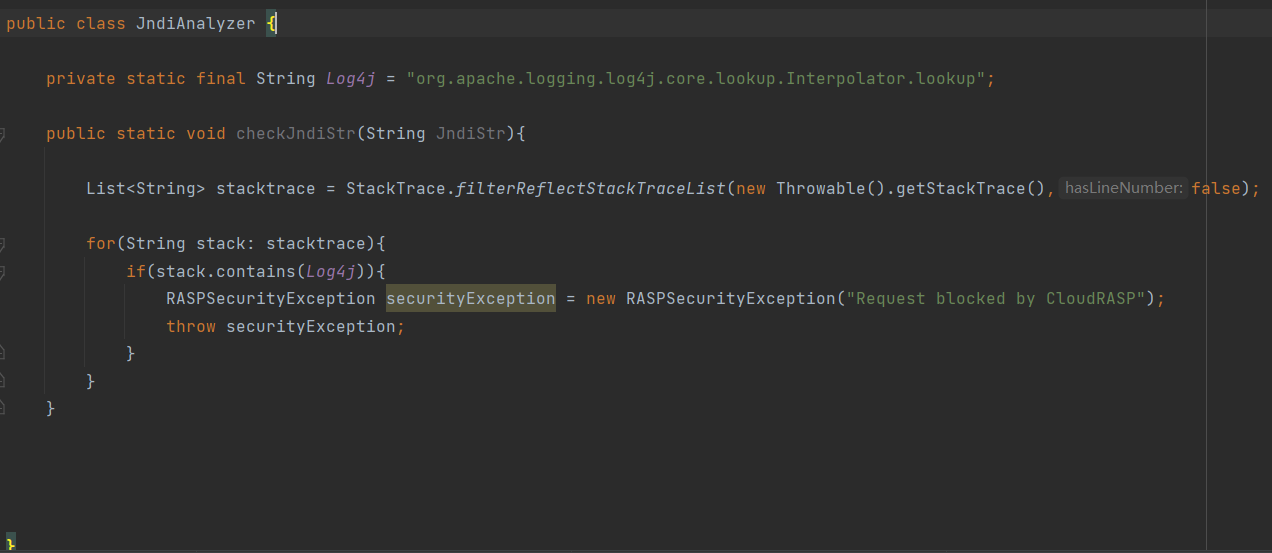 public class JndiAnalyzer {
private static final String Log4j = "org.apache.logging.log4j.core.lookup.Interpolator.lookup";
public static void checkJndiStr(String JndiStr){
List<String> stacktrace = StackTrace.filterReflectStackTraceList(new Throwable().getStackTrace(), hasLineNumber: false);
for(String stack: stacktrace){
if(stack.contains(Log4j)){
RASPSecurityException securityException = new RASPSecurityException("Request blocked by CloudRASP");
throw securityException;
}
}
}
}